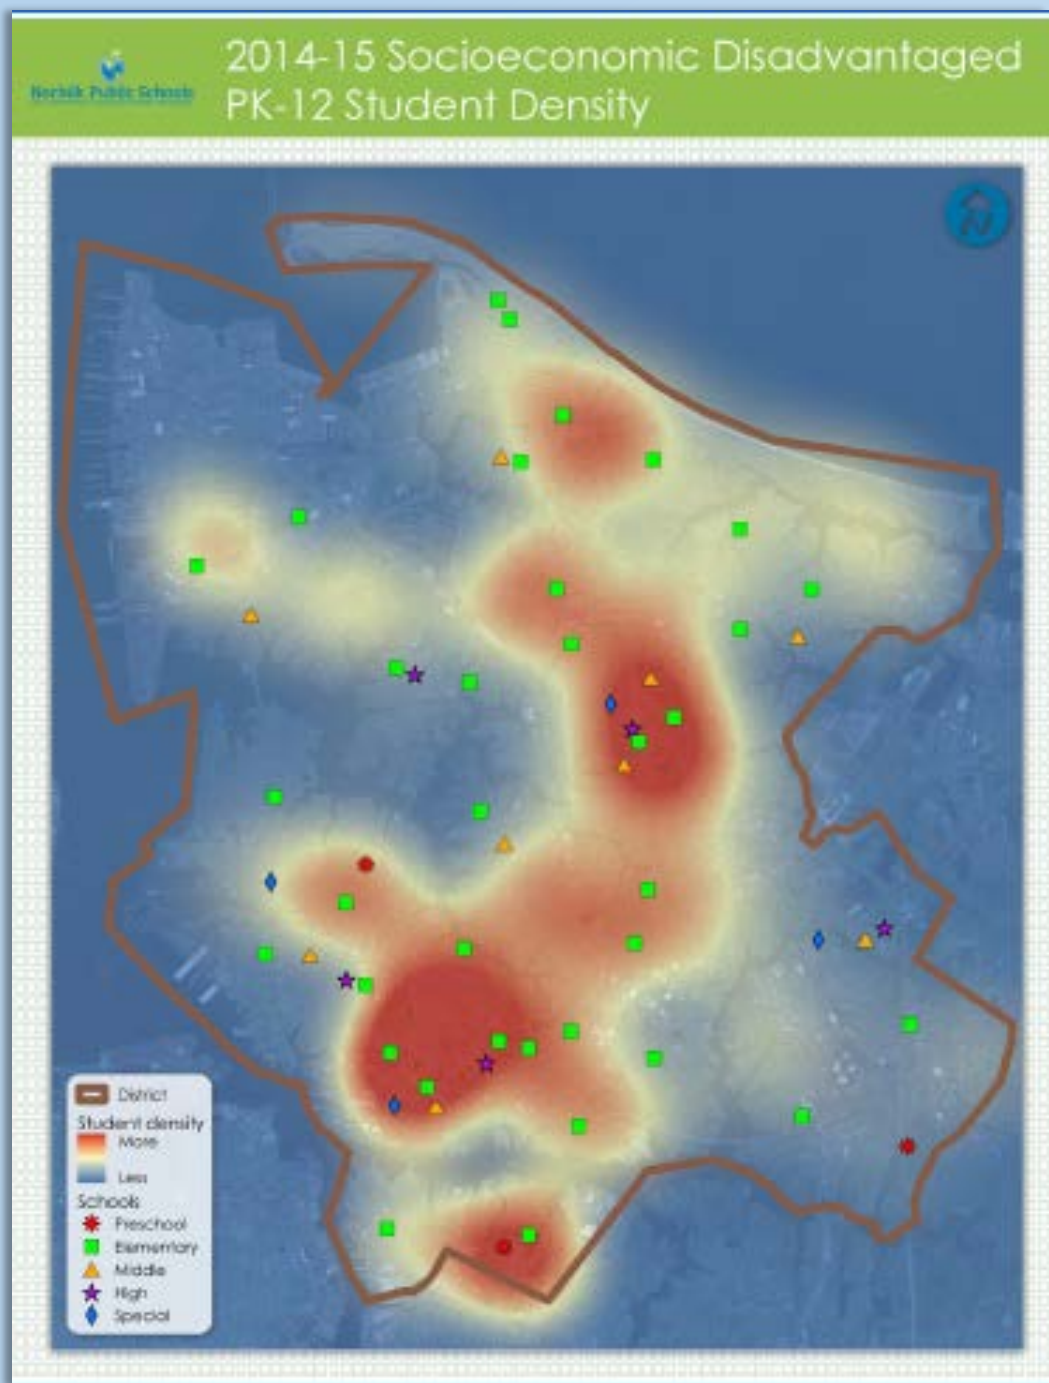 Norfolk Public Schools
2014-15 Socioeconomic Disadvantaged
PK-12 Student Density
N
District
Student density
More
Less
Schools
Preschool
Elementary
Middle
High
Special